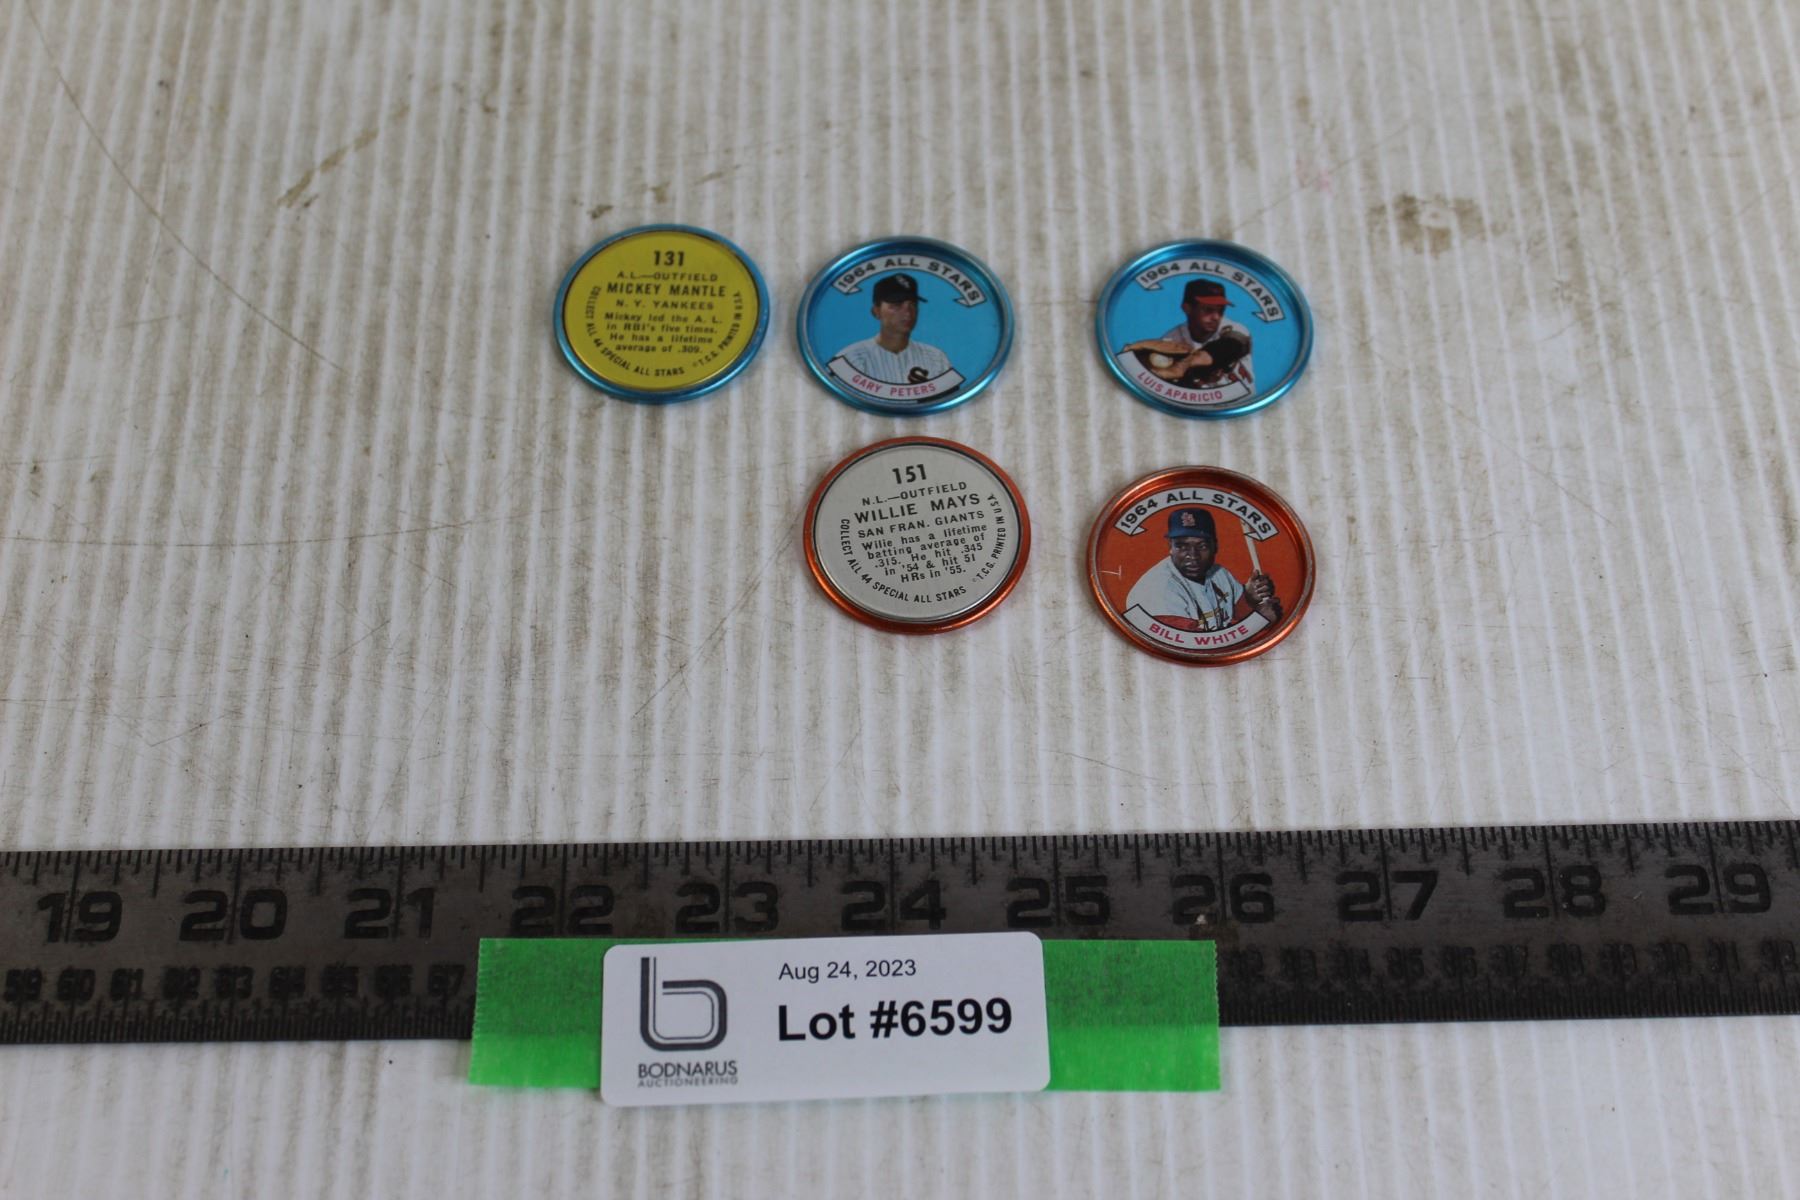 131
A.L.—OUTFIELD
MICKEY MANTLE
N. Y. YANKEES
Mickey led the A. L.
in RBI's five times.
He has a lifetime
average of .309.
COLLECT ALL 44 SPECIAL ALL STARS ©T.C.G. PRINTED IN U.S.A.
1964 ALL STARS
GARY PETERS
1964 ALL STARS
LUIS APARICIO
151
N.L.—OUTFIELD
WILLIE MAYS
SAN FRAN. GIANTS
Wilie has a lifetime
batting average of
.315. He hit .345
in '54 & hit 51
HRs in '55.
COLLECT ALL 44 SPECIAL ALL STARS ©T.C.G. PRINTED IN U.S.A.
1964 ALL STARS
BILL WHITE
19 20 21 22 23 24 25 26 27 28 29
Aug 24, 2023
Lot #6599
BODNARUS
AUCTIONEERING